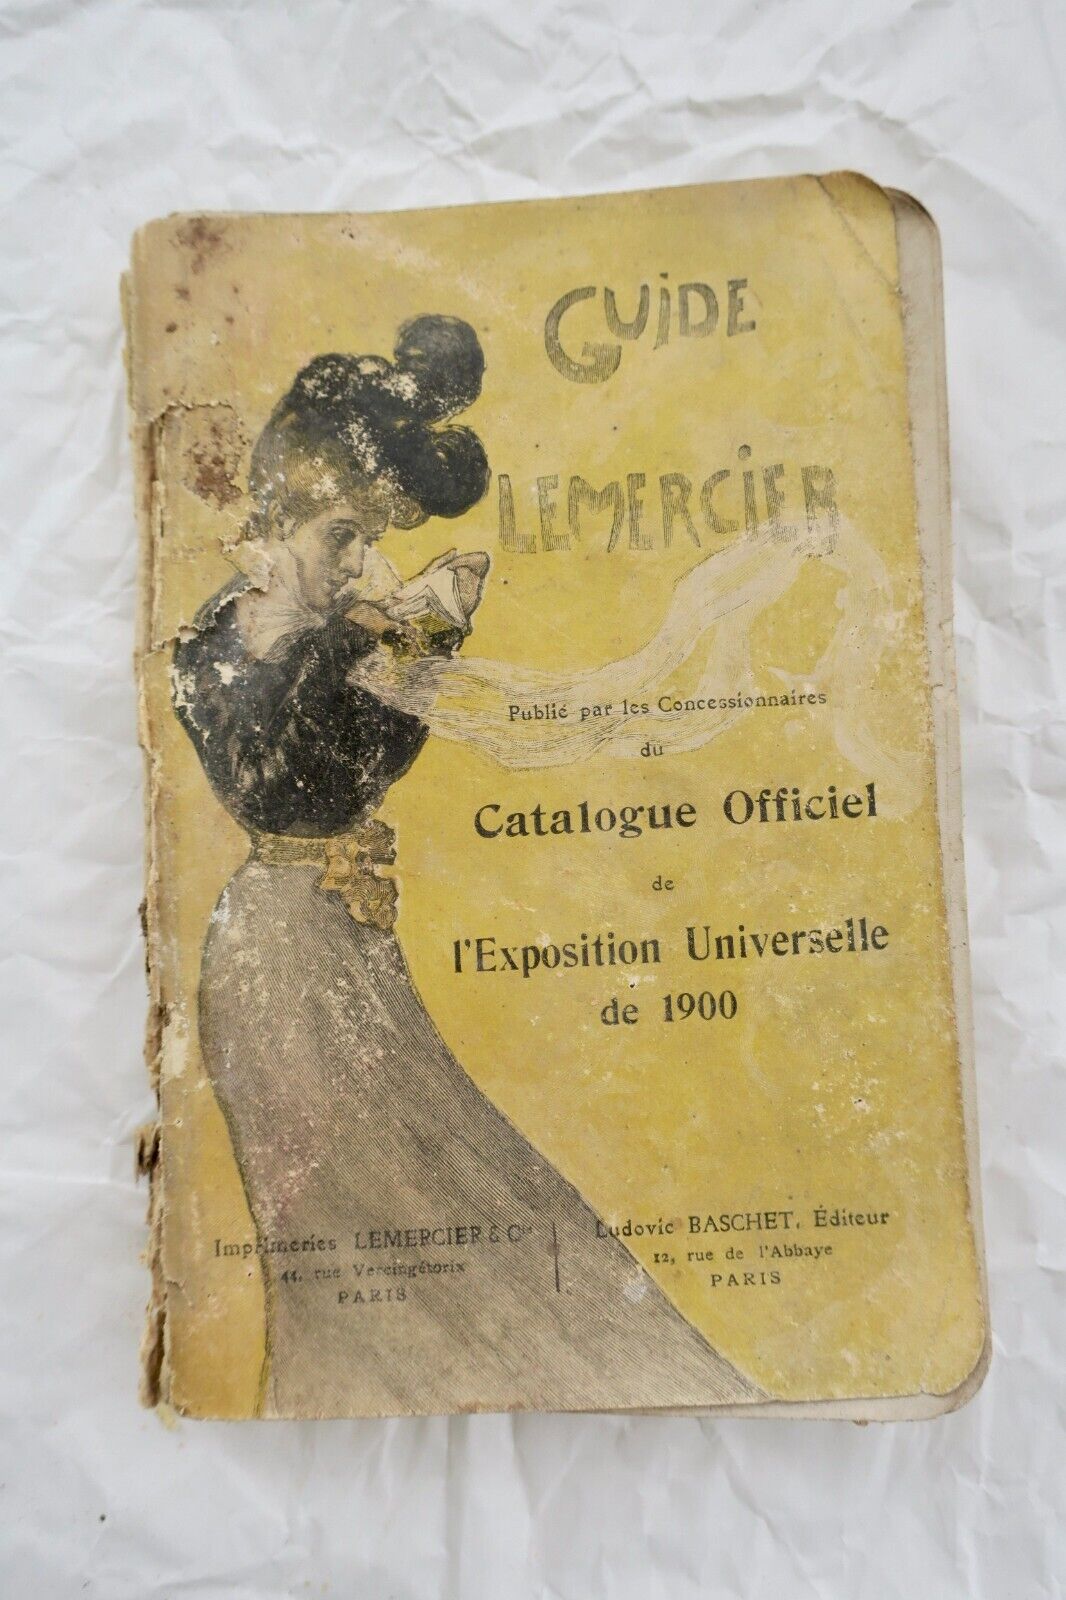 GUiDE
LEMERCiER
Publié par les Concessionnaires
du
Catalogue Officiel
de
l'Exposition Universelle
de 1900
Imprimeries LEMERCIER & Cie
44, rue Vercingétorix
PARIS
Ludovic BASCHET, Éditeur
12, rue de l'Abbaye
PARIS